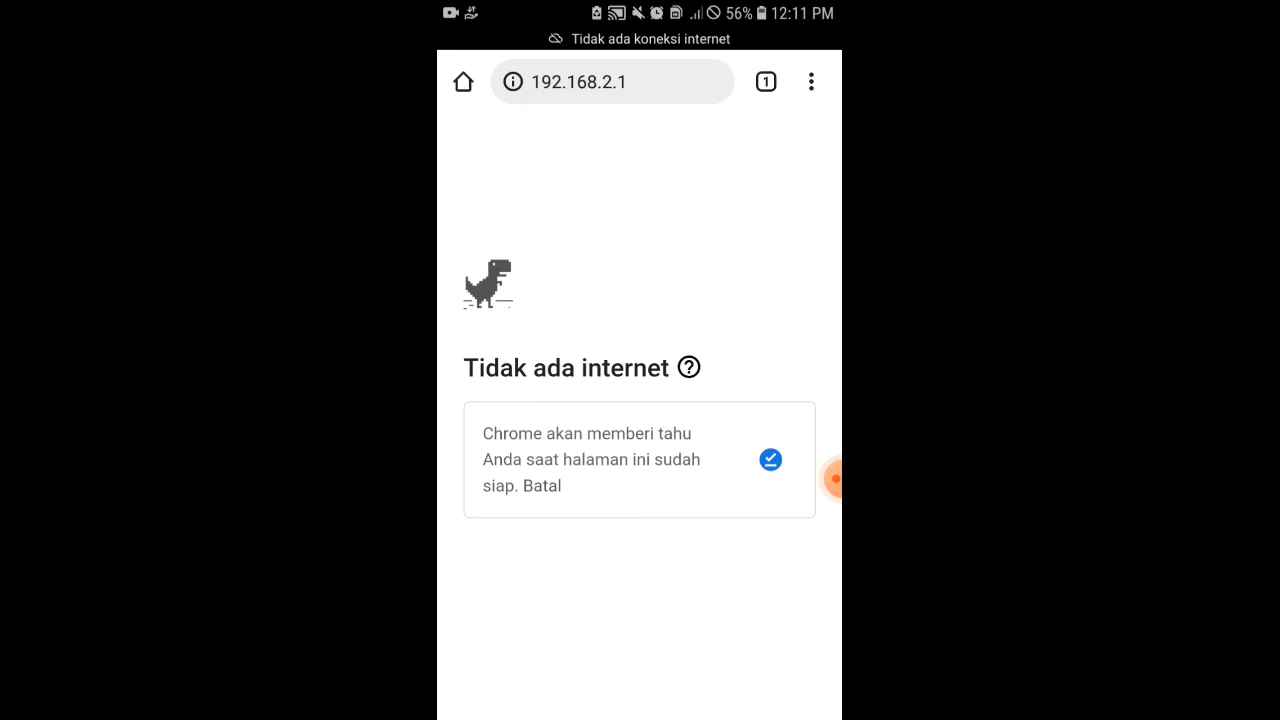 56% 12:11 PM
Tidak ada koneksi internet
192.168.2.1
1
Tidak ada internet
Chrome akan memberi tahu
Anda saat halaman ini sudah
siap. Batal